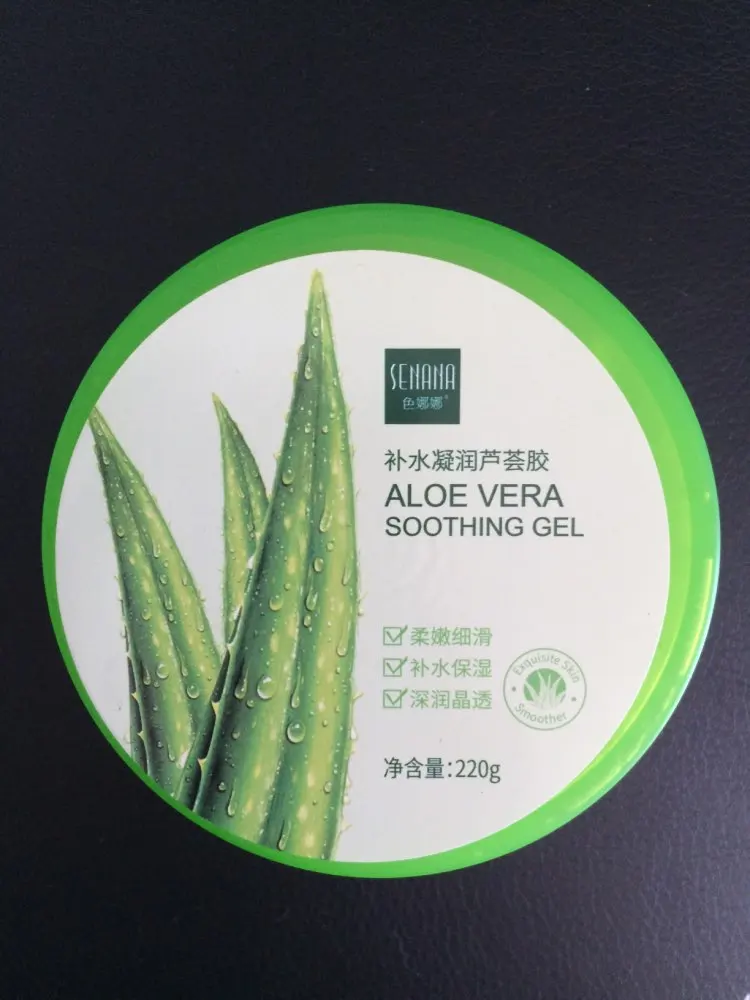 SENANA
色娜娜®
补水凝润芦荟胶
ALOE VERA
SOOTHING GEL
柔嫩细滑
补水保湿
深润晶透
Exquisite Skin
Smoother
净含量:220g